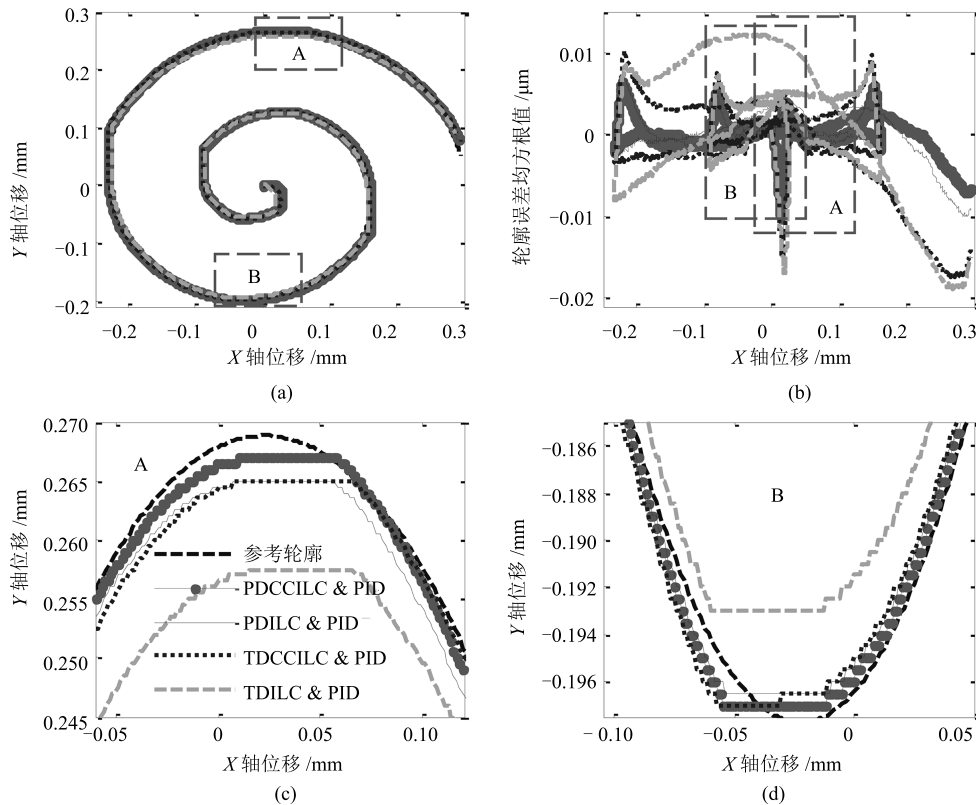 (a)
0.3
0.2
0.1
0
−0.1
−0.2
Y 轴位移 /mm
A
B
−0.2
−0.1
0
0.1
0.2
0.3
X 轴位移 /mm
(a)
(b)
0.01
0
−0.01
−0.02
轮廓误差均方根值 /μm
B
A
−0.2
−0.1
0
0.1
0.2
0.3
X 轴位移 /mm
(b)
0.270
0.265
0.260
0.255
0.250
0.245
Y 轴位移 /mm
A
参考轮廓
PDCCILC & PID
PDILC & PID
TDCCILC & PID
TDILC & PID
−0.05
0
0.05
0.10
X 轴位移 /mm
(c)
−0.186
−0.188
−0.190
−0.192
−0.194
−0.196
Y 轴位移 /mm
B
−0.10
−0.05
0
0.05
X 轴位移 /mm
(d)